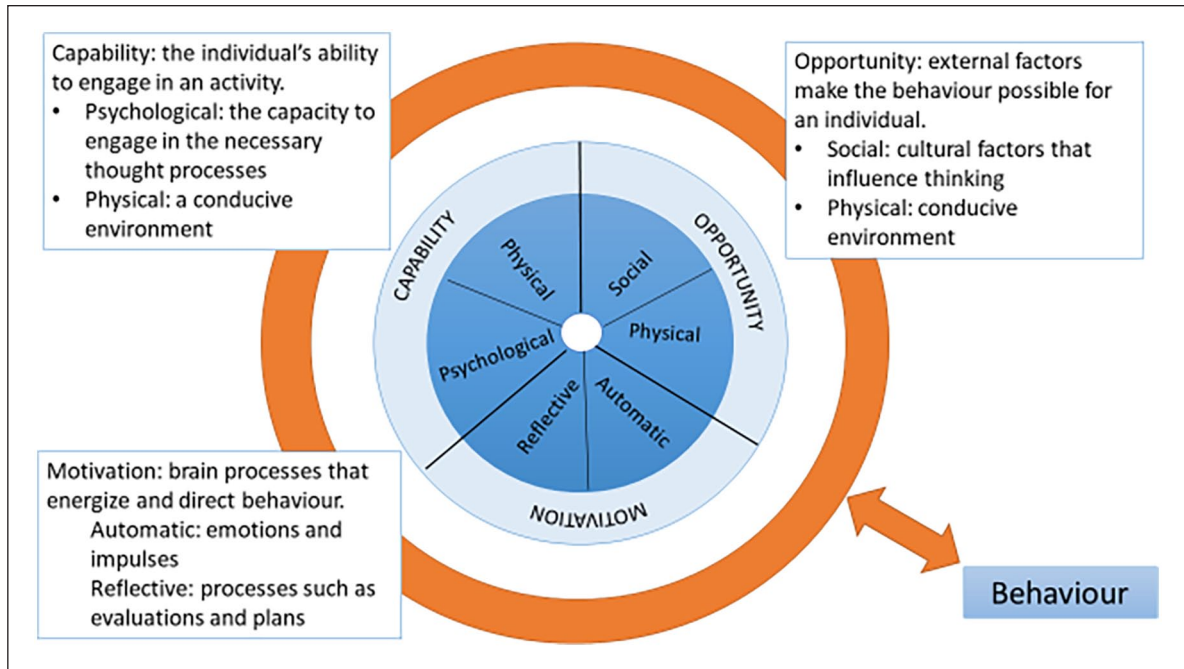 Capability: the individual's ability
to engage in an activity.
• Psychological: the capacity to
engage in the necessary
thought processes
• Physical: a conducive
environment
Opportunity: external factors
make the behaviour possible for
an individual.
• Social: cultural factors that
influence thinking
• Physical: conducive
environment
CAPABILITY
OPPORTUNITY
MOTIVATION
Physical
Social
Psychological
Physical
Reflective
Automatic
Motivation: brain processes that
energize and direct behaviour.
Automatic: emotions and
impulses
Reflective: processes such as
evaluations and plans
Behaviour